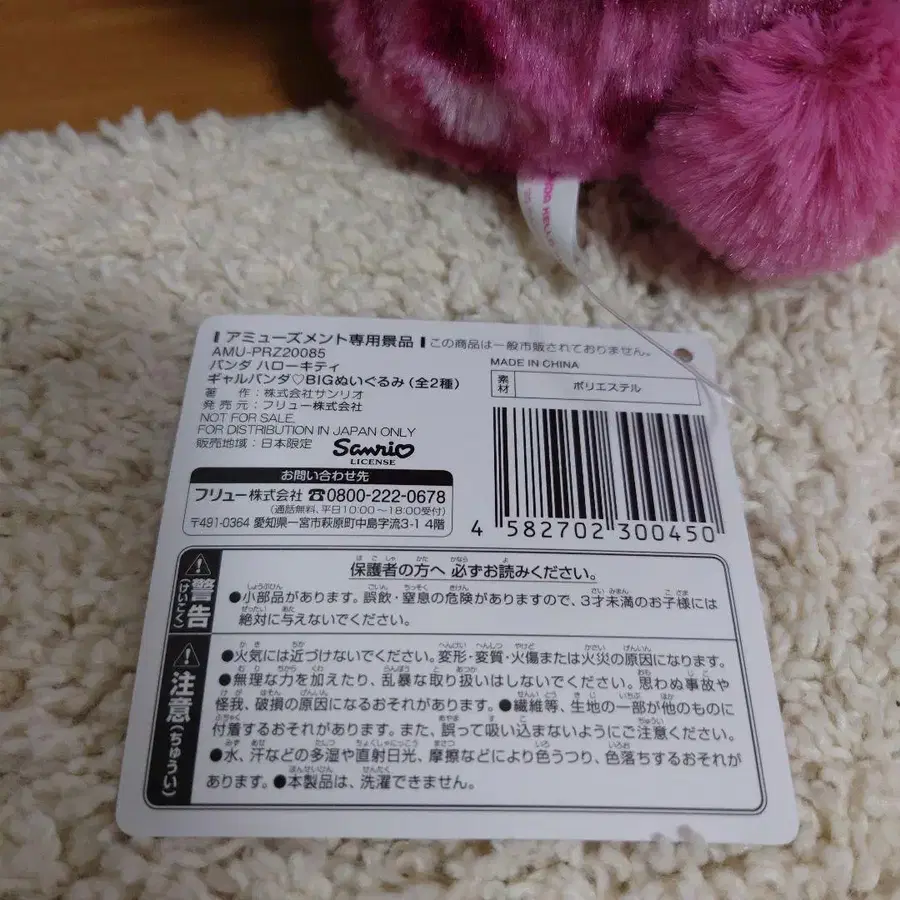 アミューズメント専用景品 この商品は一般市販されておりません。
AMU-PRZ20085
パンダ ハローキティ
ギャルパンダ♡BIGぬいぐるみ (全2種)
著 作:株式会社サンリオ
発売元:フリュー株式会社
NOT FOR SALE.
FOR DISTRIBUTION IN JAPAN ONLY
販売地域:日本限定
Sanrio
LICENSE
MADE IN CHINA
素材 ポリエステル
4 582702 300450
お問い合わせ先
フリュー株式会社 ☎0800-222-0678
(通話無料、平日10:00〜18:00受付)
〒491-0364 愛知県一宮市萩原町中島字流3-1 4階
警告(けいこく)
保護者の方へ 必ずお読みください。
●小部品があります。誤飲・窒息の危険がありますので、3才未満のお子様には
絶対に与えないでください。
注意(ちゅうい)
●火気には近づけないでください。変形・変質・火傷または火災の原因になります。
●無理な力を加えたり、乱暴な取り扱いはしないでください。思わぬ事故や
怪我、破損の原因になるおそれがあります。●繊維等、生地の一部が他のものに
付着するおそれがあります。また、誤って吸い込まないようにご注意ください。
●水、汗などの多湿や直射日光、摩擦などにより色うつり、色落ちするおそれが
あります。●本製品は、洗濯できません。